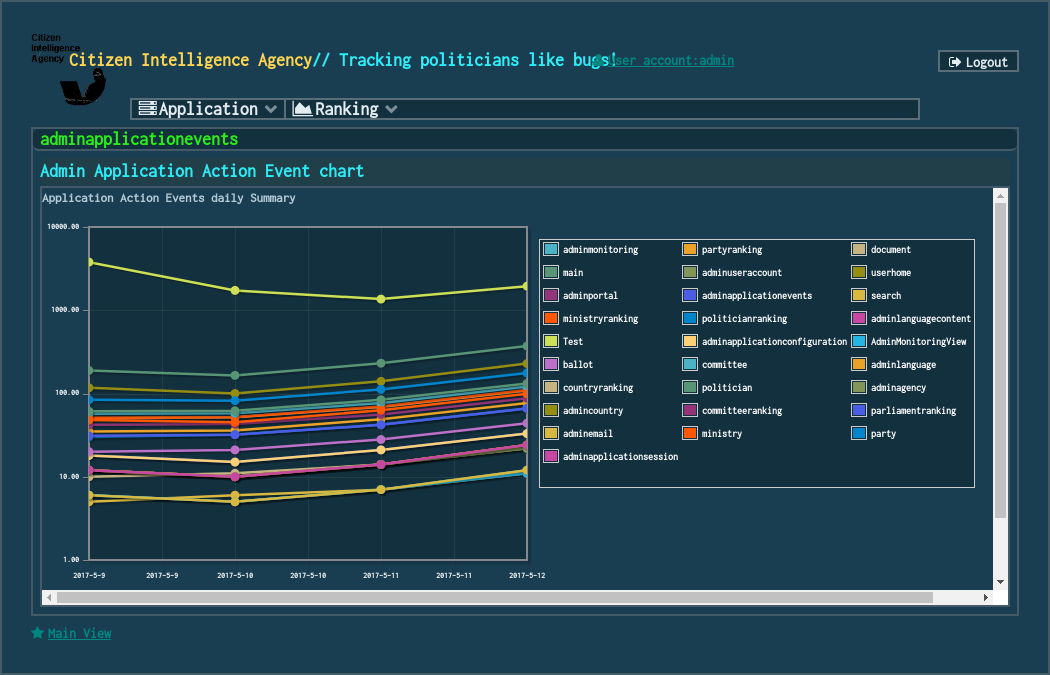 Citizen
Intelligence
Agency
Citizen Intelligence Agency// Tracking politicians like bugs!
User account:admin
Logout
Application
Ranking
adminapplicationevents
Admin Application Action Event chart
Application Action Events daily Summary
10000.00
1000.00
100.00
10.00
1.00
2017-5-9 2017-5-9 2017-5-10 2017-5-10 2017-5-11 2017-5-11 2017-5-12
adminmonitoring partyranking document
main adminuseraccount userhome
adminportal adminapplicationevents search
ministryranking politicianranking adminlanguagecontent
Test adminapplicationconfiguration AdminMonitoringView
ballot committee adminlanguage
countryranking politician adminagency
admincountry committeeranking parliamentranking
adminemail ministry party
adminapplicationsession
Main View